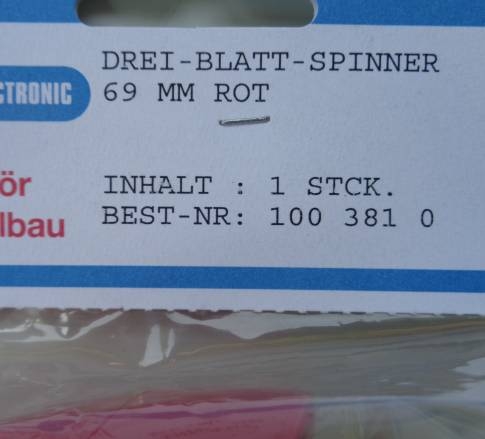 DREI-BLATT-SPINNER
CTRONIC
69 MM ROT
ör
INHALT : 1 STCK.
lbau
BEST-NR: 100 381 0